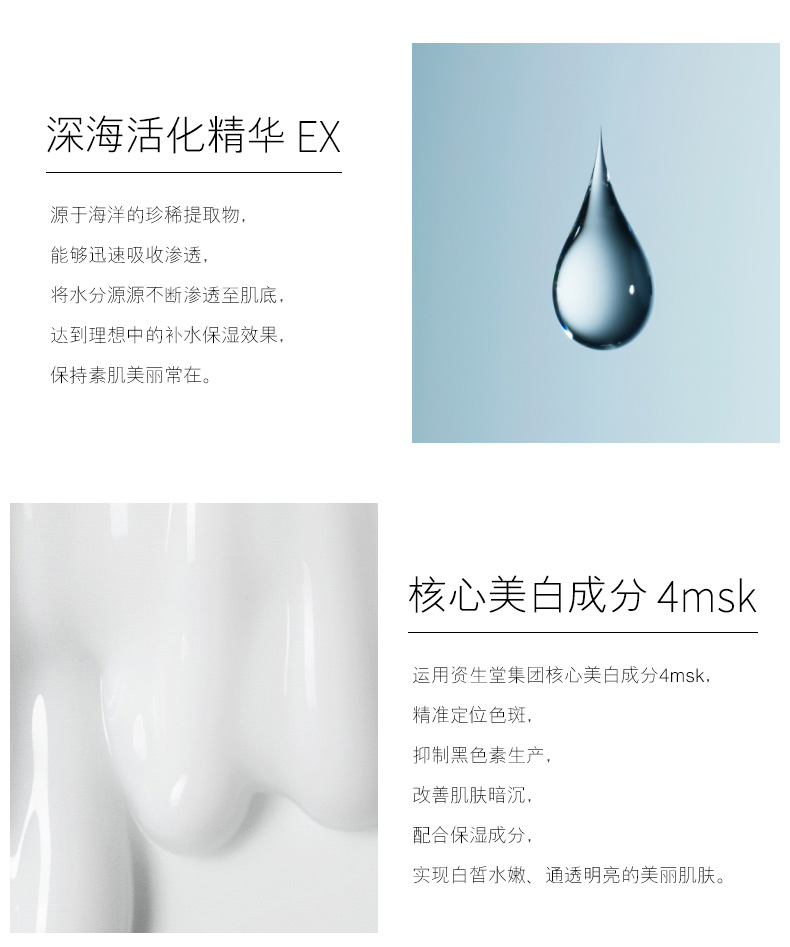 深海活化精华 EX
源于海洋的珍稀提取物,
能够迅速吸收渗透,
将水分源源不断渗透至肌底,
达到理想中的补水保湿效果,
保持素肌美丽常在。
核心美白成分 4msk
运用资生堂集团核心美白成分4msk,
精准定位色斑,
抑制黑色素生产,
改善肌肤暗沉,
配合保湿成分,
实现白皙水嫩、通透明亮的美丽肌肤。